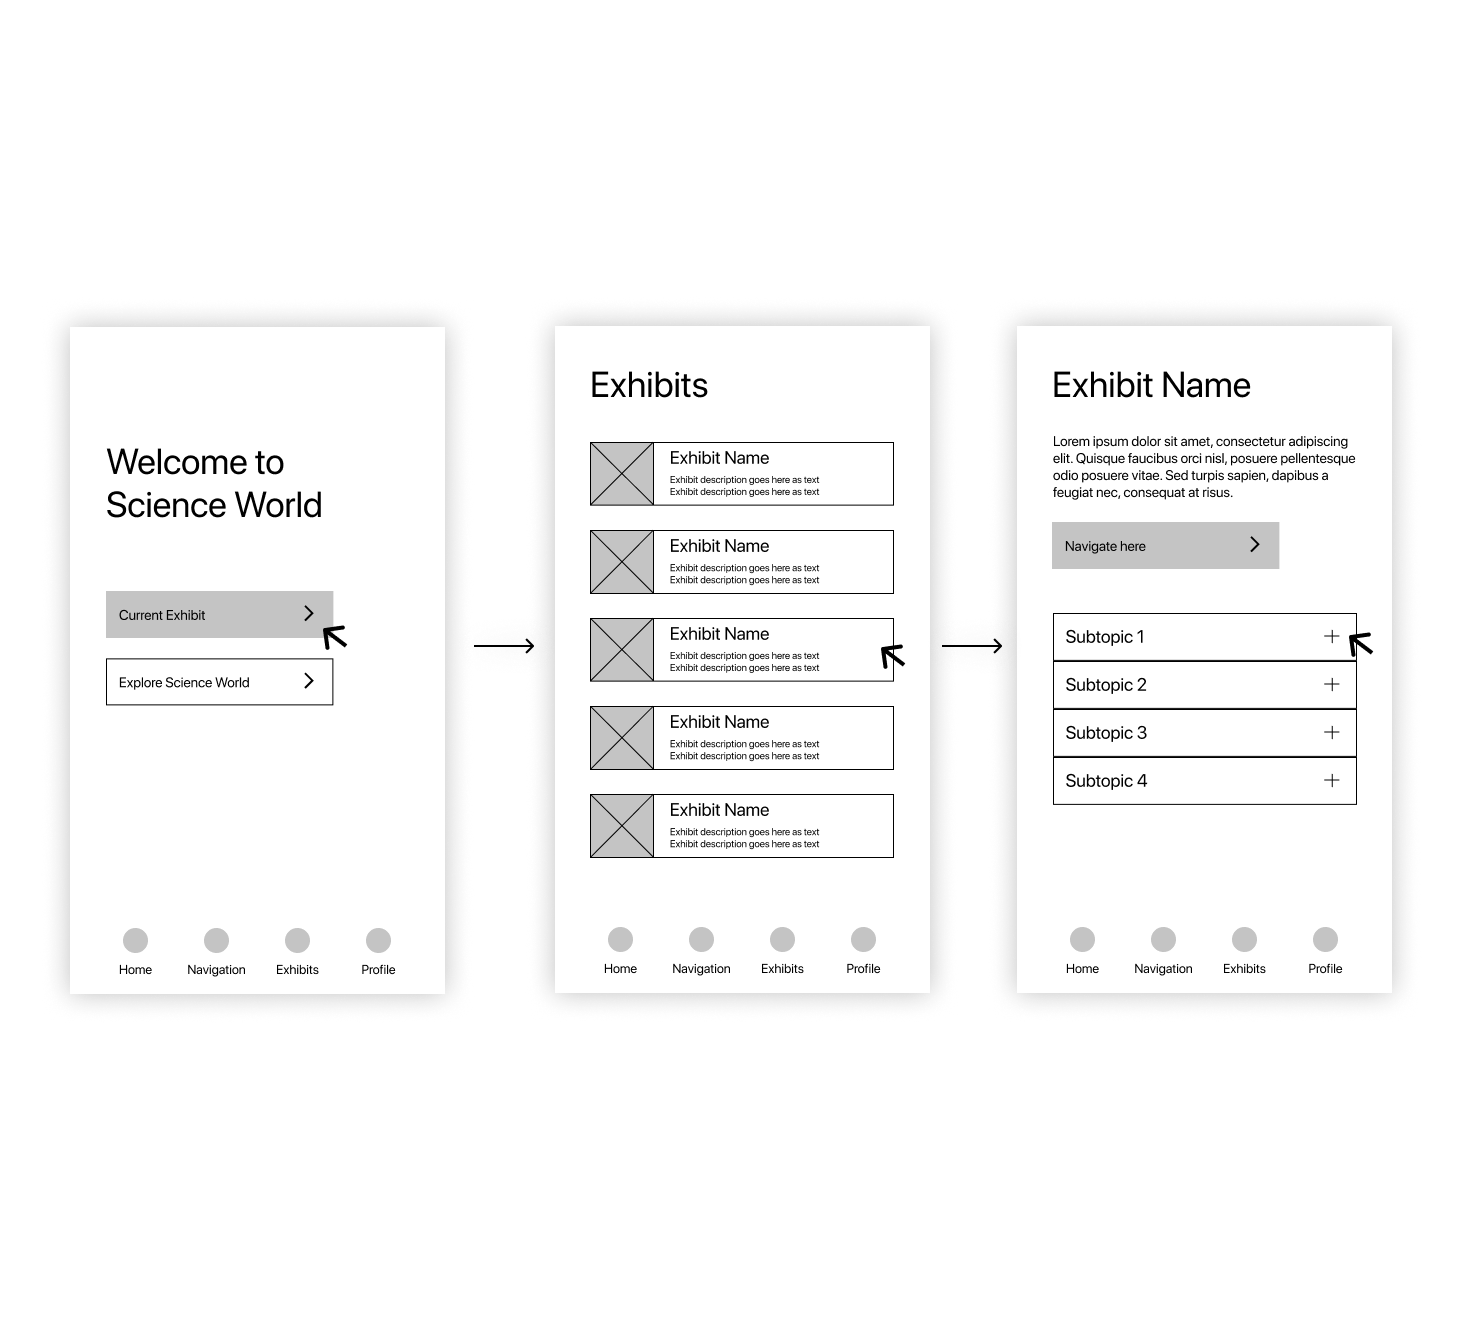 Welcome to
Science World
Current Exhibit
Explore Science World
Home
Navigation
Exhibits
Profile
Exhibits
Exhibit Name
Exhibit description goes here as text
Exhibit description goes here as text
Exhibit Name
Exhibit description goes here as text
Exhibit description goes here as text
Exhibit Name
Exhibit description goes here as text
Exhibit description goes here as text
Exhibit Name
Exhibit description goes here as text
Exhibit description goes here as text
Exhibit Name
Exhibit description goes here as text
Exhibit description goes here as text
Home
Navigation
Exhibits
Profile
Exhibit Name
Lorem ipsum dolor sit amet, consectetur adipiscing
elit. Quisque faucibus orci nisl, posuere pellentesque
odio posuere vitae. Sed turpis sapien, dapibus a
feugiat nec, consequat at risus.
Navigate here
Subtopic 1
Subtopic 2
Subtopic 3
Subtopic 4
Home
Navigation
Exhibits
Profile